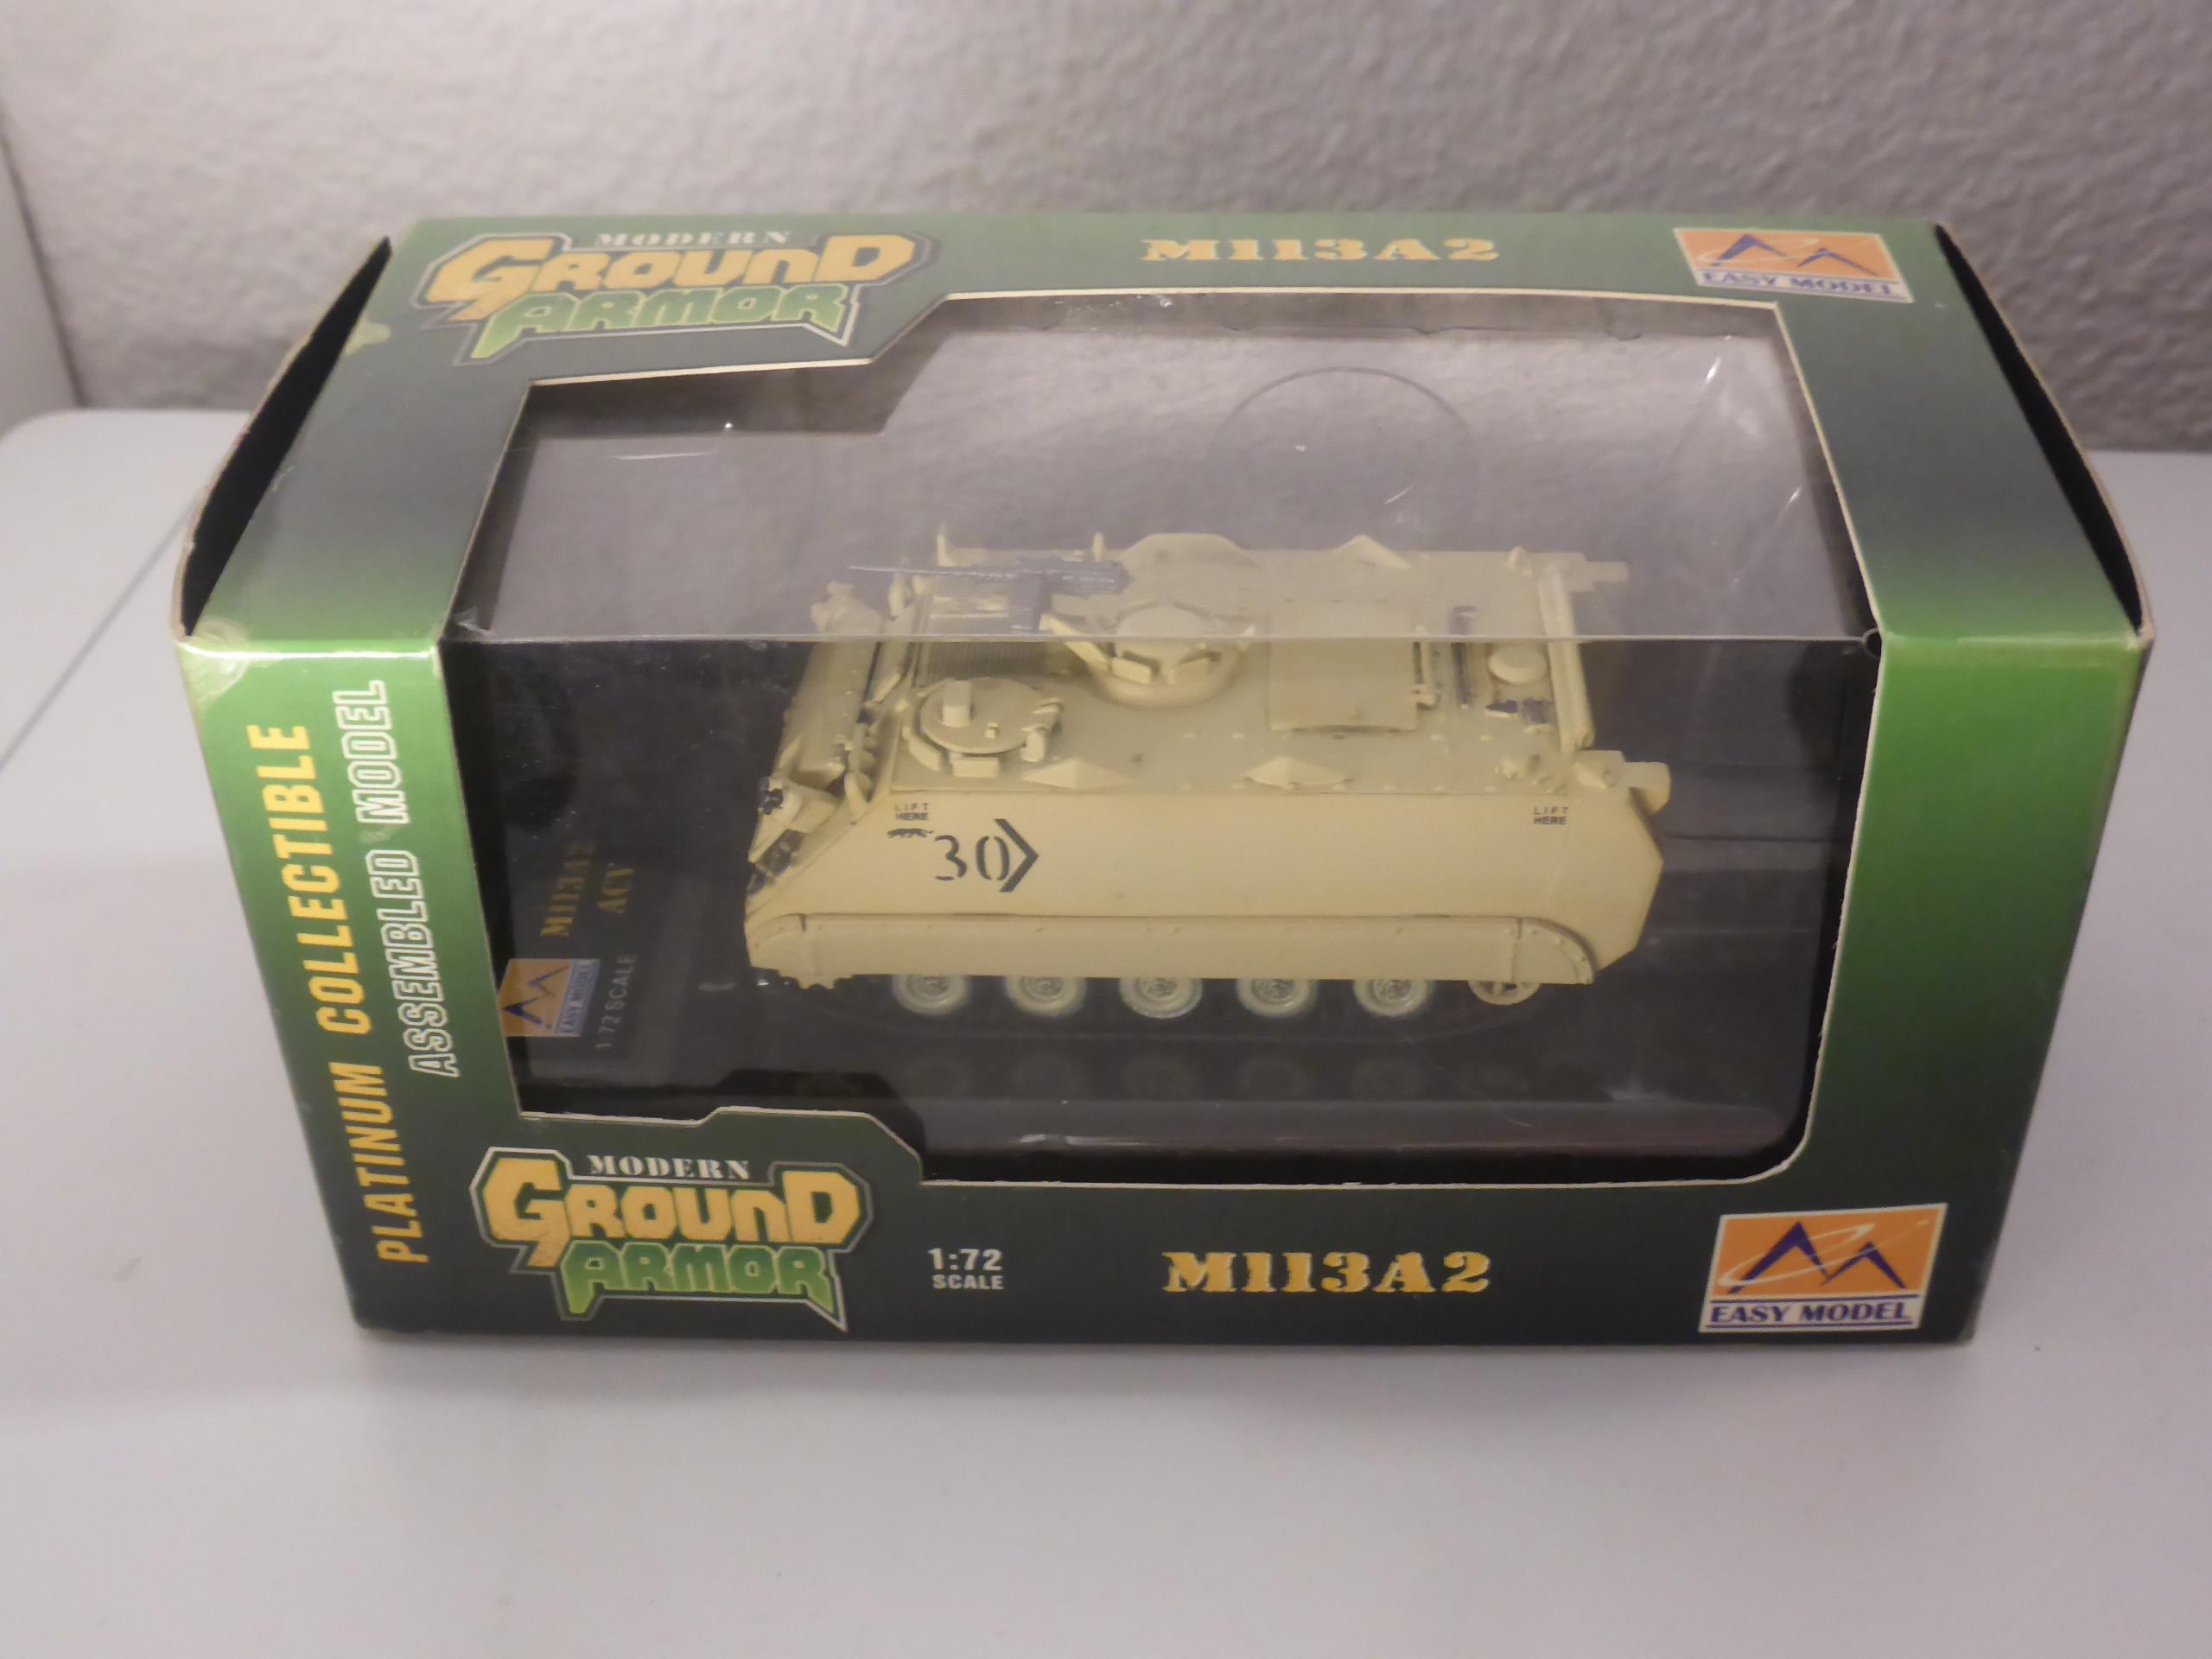 MODERN
GROUND
ARMOR
M113A2
EASY MODEL
PLATINUM COLLECTIBLE
ASSEMBLED MODEL
LIFT
HERE
30
LIFT
HERE
M113A2
ACV
EASY MODEL
1:72 SCALE
MODERN
GROUND
ARMOR
1:72
SCALE
M113A2
EASY MODEL